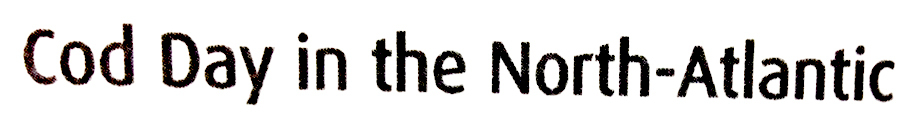 Cod Day in the North-Atlantic